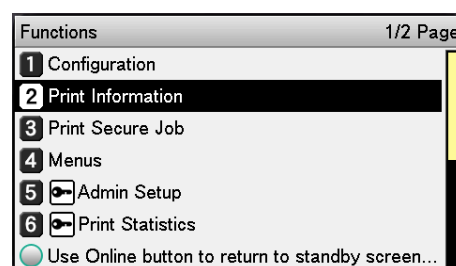 Functions 1/2 Page
1 Configuration
2 Print Information
3 Print Secure Job
4 Menus
5 Admin Setup
6 Print Statistics
Use Online button to return to standby screen...